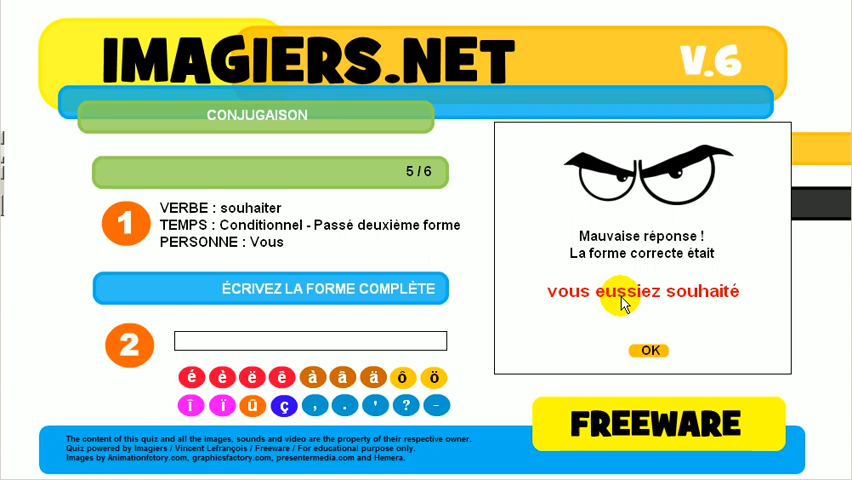 IMAGIERS.NET
V.6
CONJUGAISON
5 / 6
1
VERBE : souhaiter
TEMPS : Conditionnel - Passé deuxième forme
PERSONNE : Vous
Mauvaise réponse !
La forme correcte était
vous eussiez souhaité
OK
ÉCRIVEZ LA FORME COMPLÈTE
2
é è ë ê à â ä ô ö
î ï û ç , . ' ? -
FREEWARE
The content of this quiz and all the images, sounds and video are the property of their respective owner.
Quiz powered by Imagiers / Vincent Lefrançois / Freeware / For educational purpose only.
Images by Animationfctory.com, graphicsfactory.com, presentermedia.com and Hemera.